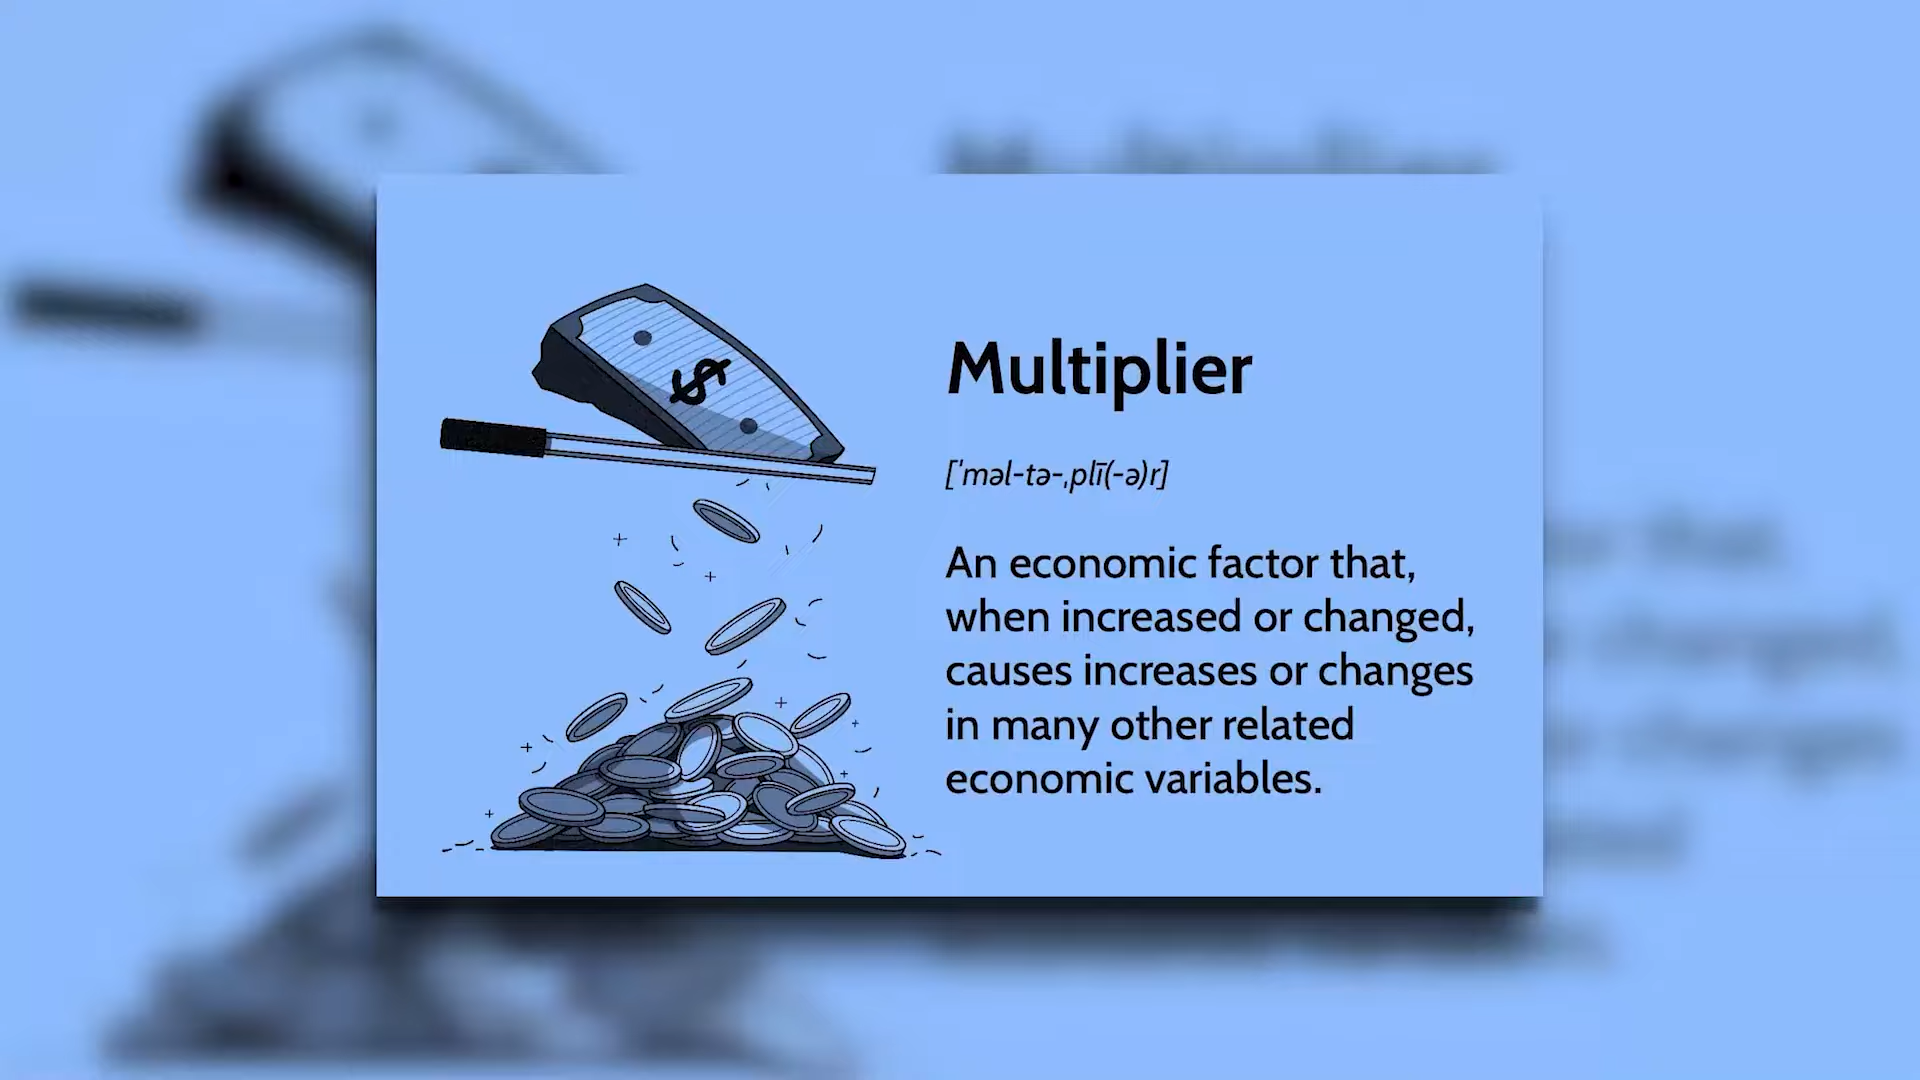 $
Multiplier
[ˈməl-tə-ˌplī(-ə)r]
An economic factor that,
when increased or changed,
causes increases or changes
in many other related
economic variables.